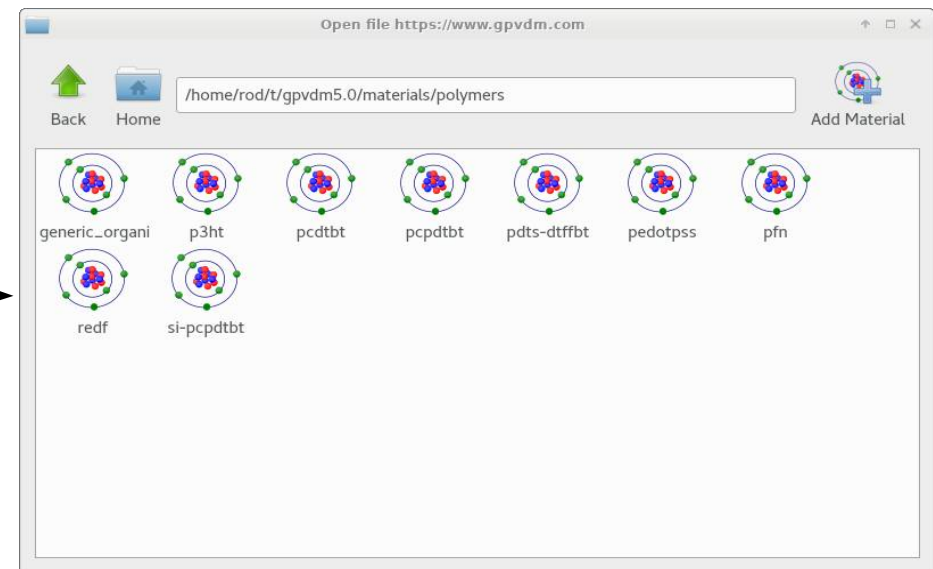 Open file https://www.gpvdm.com
/home/rod/t/gpvdm5.0/materials/polymers
Back Home Add Material
generic_organi p3ht pcdtbt pcpdtbt pdts-dtffbt pedotpss pfn
redf si-pcpdtbt